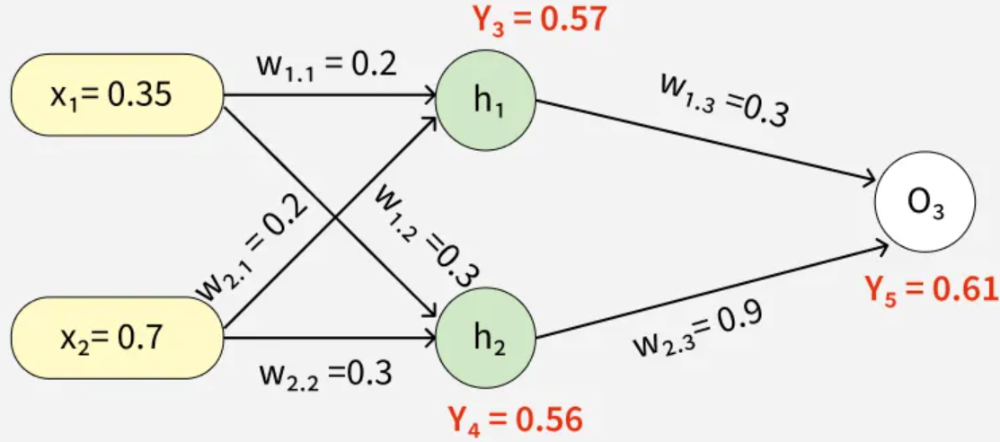 Y₃ = 0.57
w₁.₁ = 0.2
x₁= 0.35
h₁
w₁.₃ =0.3
w₂.₁ = 0.2
w₁.₂ =0.3
O₃
x₂= 0.7
h₂
Y₅ = 0.61
w₂.₃= 0.9
w₂.₂ =0.3
Y₄ = 0.56